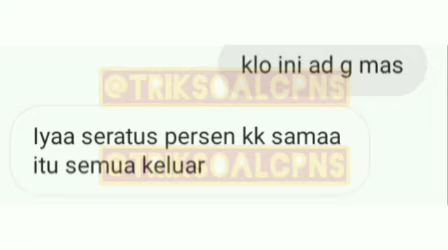 klo ini ad g mas
@TRIKSOALCPNS
Iyaa seratus persen kk samaa
itu semua keluar
@TRIKSOALCPNS